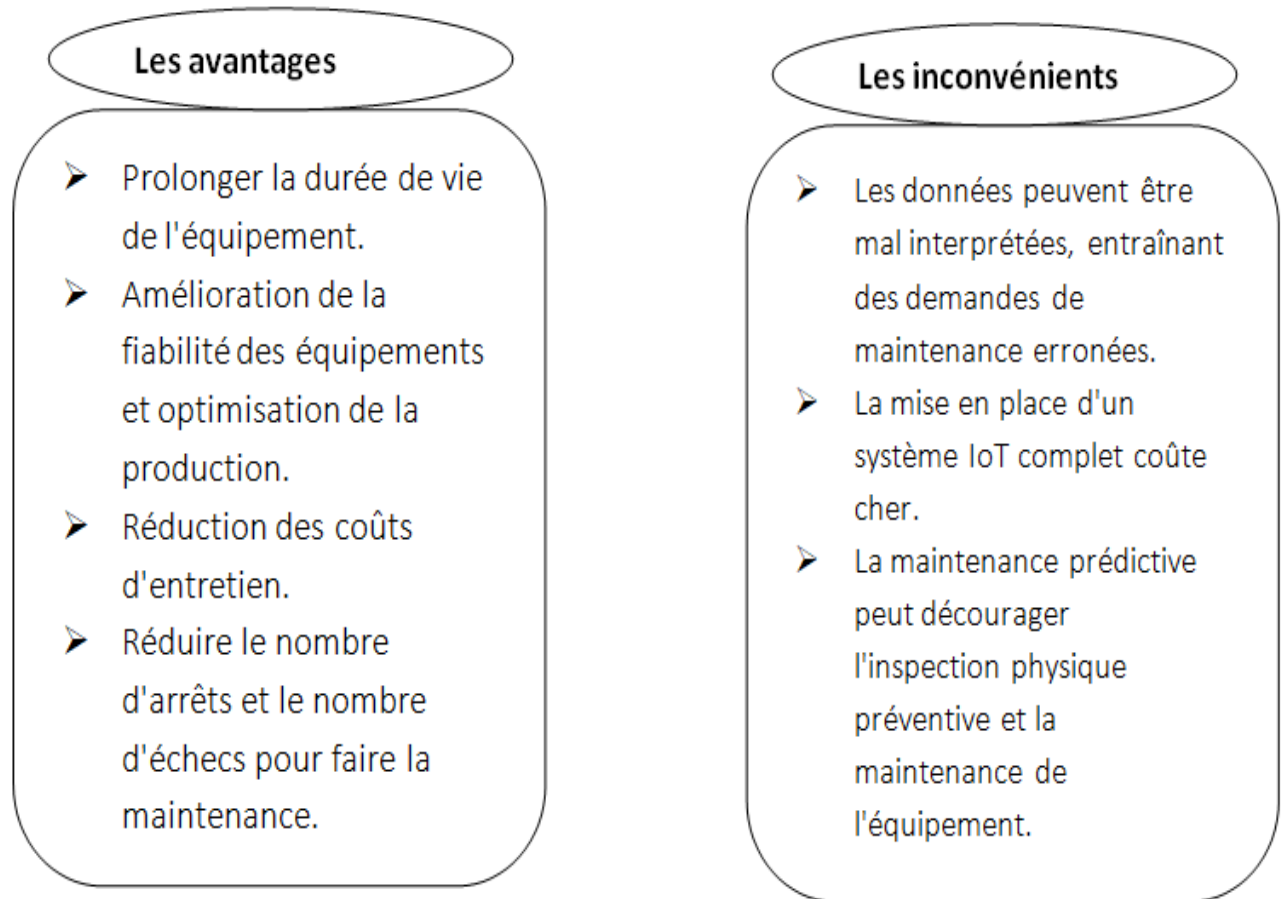 Les avantages
➤ Prolonger la durée de vie
de l'équipement.
➤ Amélioration de la
fiabilité des équipements
et optimisation de la
production.
➤ Réduction des coûts
d'entretien.
➤ Réduire le nombre
d'arrêts et le nombre
d'échecs pour faire la
maintenance.
Les inconvénients
➤ Les données peuvent être
mal interprétées, entraînant
des demandes de
maintenance erronées.
➤ La mise en place d'un
système IoT complet coûte
cher.
➤ La maintenance prédictive
peut décourager
l'inspection physique
préventive et la
maintenance de
l'équipement.